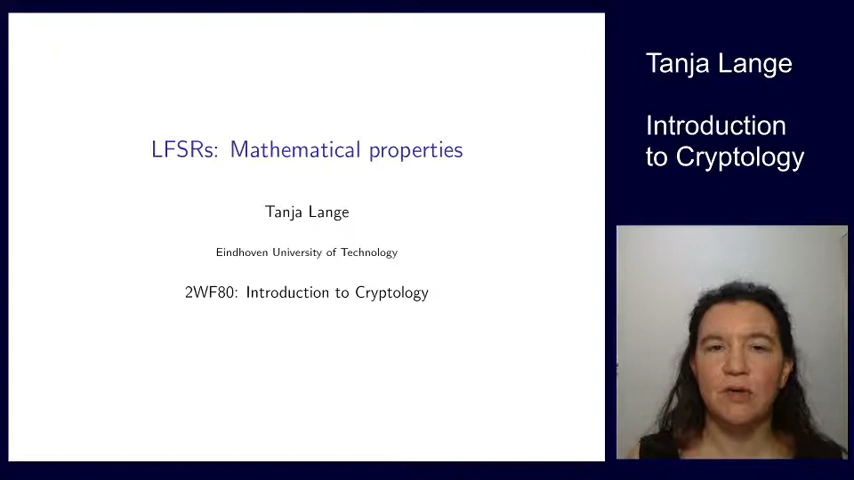 LFSRs: Mathematical properties
Tanja Lange
Eindhoven University of Technology
2WF80: Introduction to Cryptology
Tanja Lange
Introduction
to Cryptology